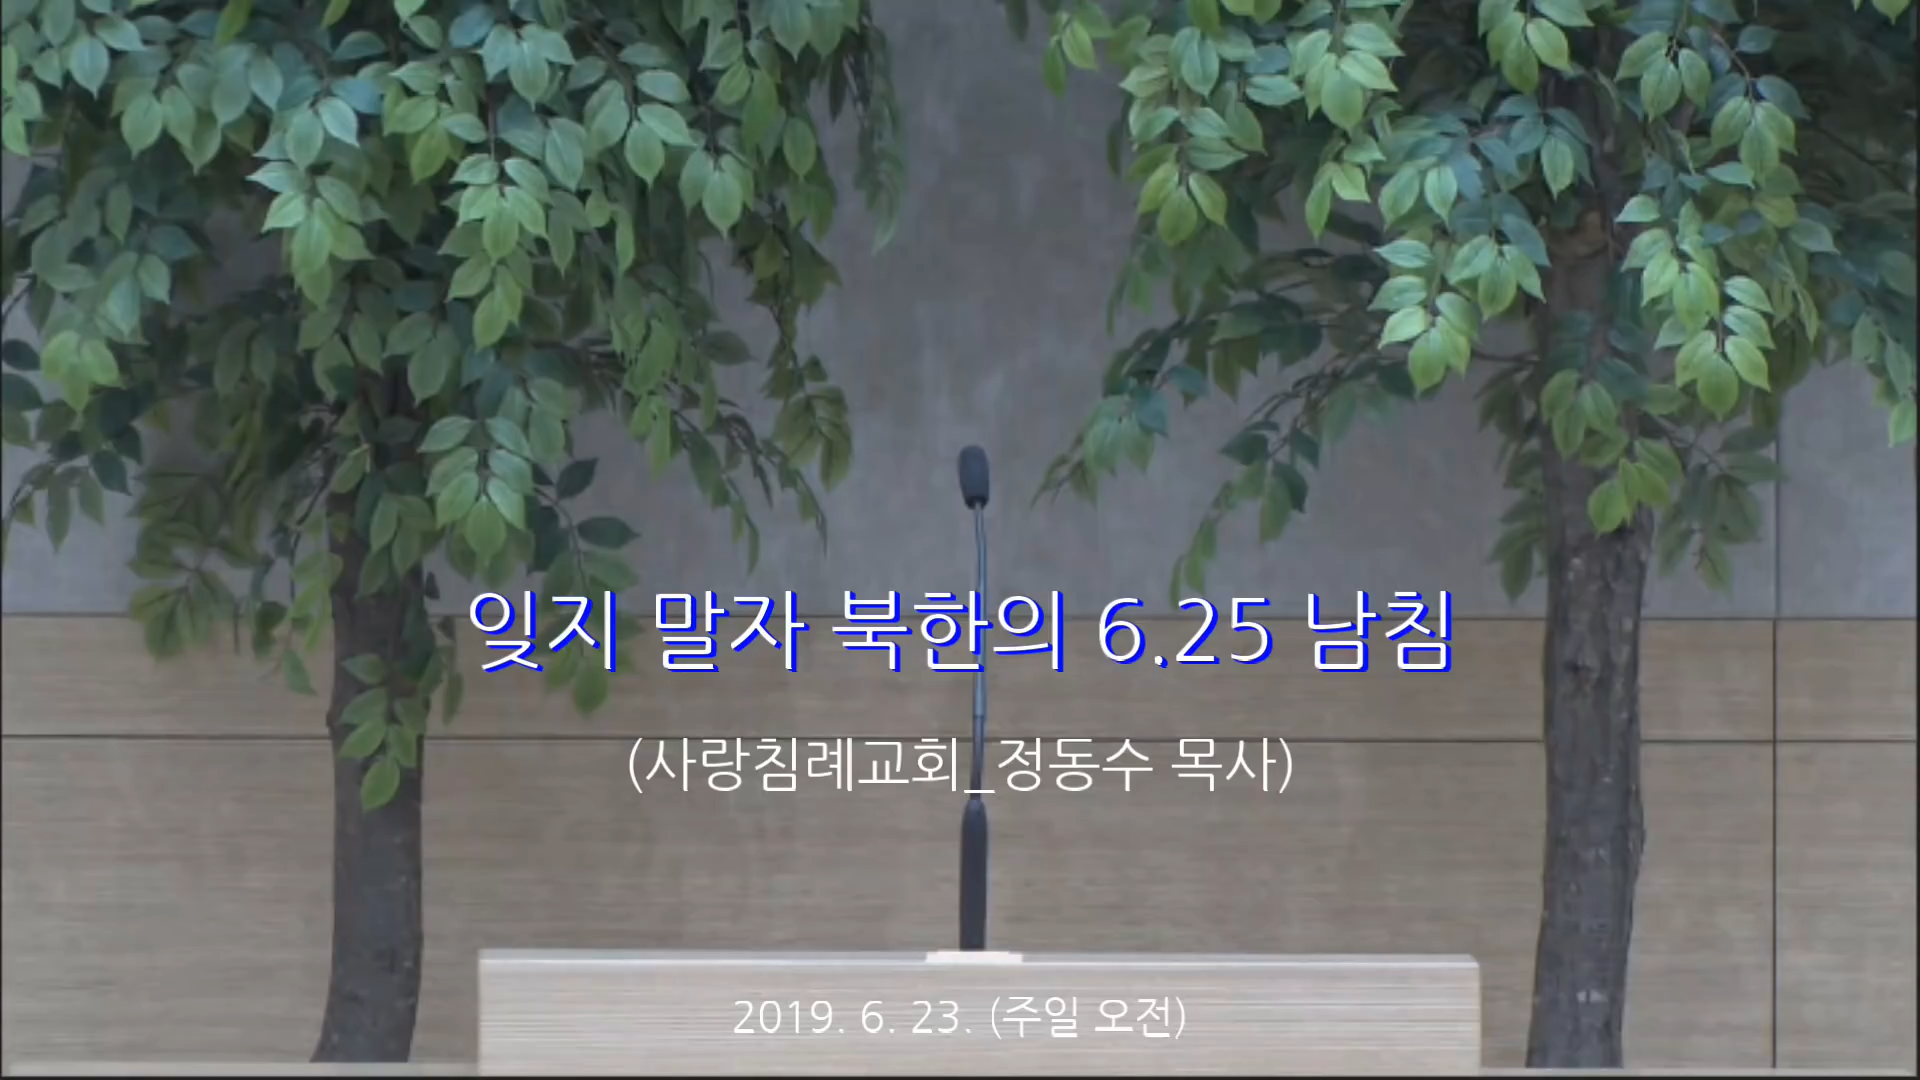 잊지 말자 북한의 6.25 남침
(사랑침례교회_정동수 목사)
2019. 6. 23. (주일 오전)